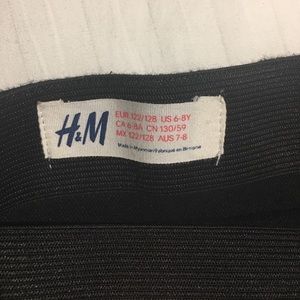 H&M
EUR 122/128 US 6-8Y
CA 6-8A CN 130/59
MX 122/128 AUS 7-8
Made in Myanmar/Fabriqué en Birmanie